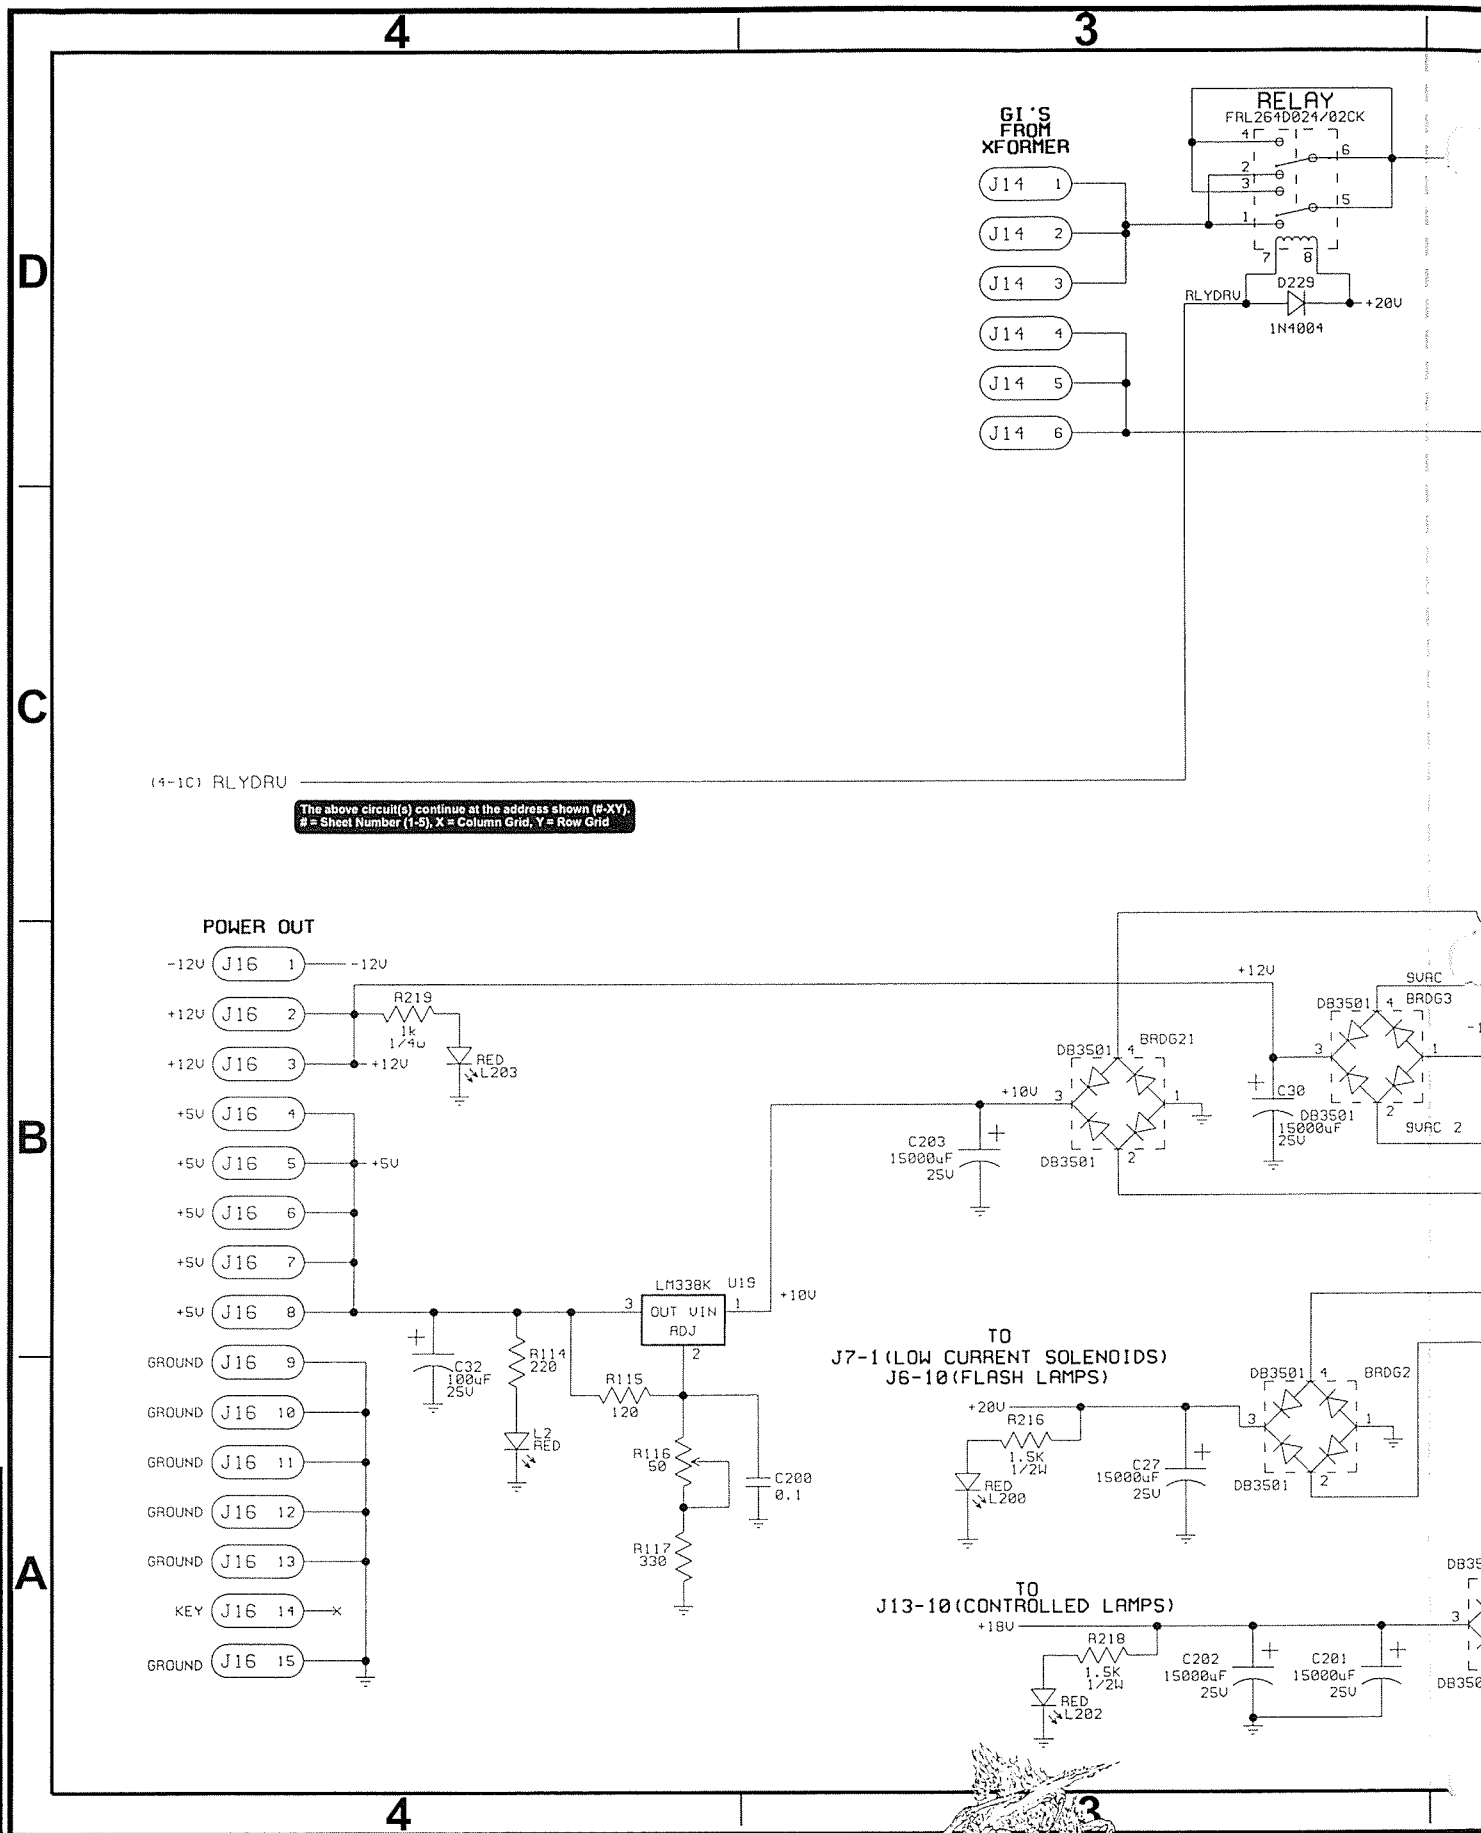 4
3
GI'S
FROM
XFORMER
RELAY
FRL264D024/02CK
4
6
2
3
5
1
7
8
J14 1
J14 2
J14 3
J14 4
J14 5
J14 6
D
RLYDRV
D229
+20V
1N4004
C
(4-1C) RLYDRV
The above circuit(s) continue at the address shown (#-XY).
# = Sheet Number (1-5), X = Column Grid, Y = Row Grid
POWER OUT
-12V J16 1 -12V
+12V J16 2
R219
1k
1/4w
+12V J16 3 +12V
RED
L203
+5V J16 4
+5V J16 5 +5V
+5V J16 6
+5V J16 7
+5V J16 8
GROUND J16 9
GROUND J16 10
GROUND J16 11
GROUND J16 12
GROUND J16 13
KEY J16 14
GROUND J16 15
B
+12V
9VAC
DB3501 4 BRDG3
3
1
2
DB3501
9VAC 2
C30
15000uF
25V
DB3501 4 BRDG21
+10V 3
1
DB3501 2
C203
15000uF
25V
LM338K U19
3 OUT VIN 1
ADJ
2
+10V
C32
100uF
25V
R114
220
L2
RED
R115
120
R116
50
C200
0.1
R117
330
TO
J7-1(LOW CURRENT SOLENOIDS)
J6-10(FLASH LAMPS)
+20V
R216
1.5K
1/2W
RED
L200
C27
15000uF
25V
DB3501 4 BRDG2
3
1
DB3501 2
A
TO
J13-10(CONTROLLED LAMPS)
+18V
R218
1.5K
1/2W
RED
L202
C202
15000uF
25V
C201
15000uF
25V
DB35
3
DB350
4
3